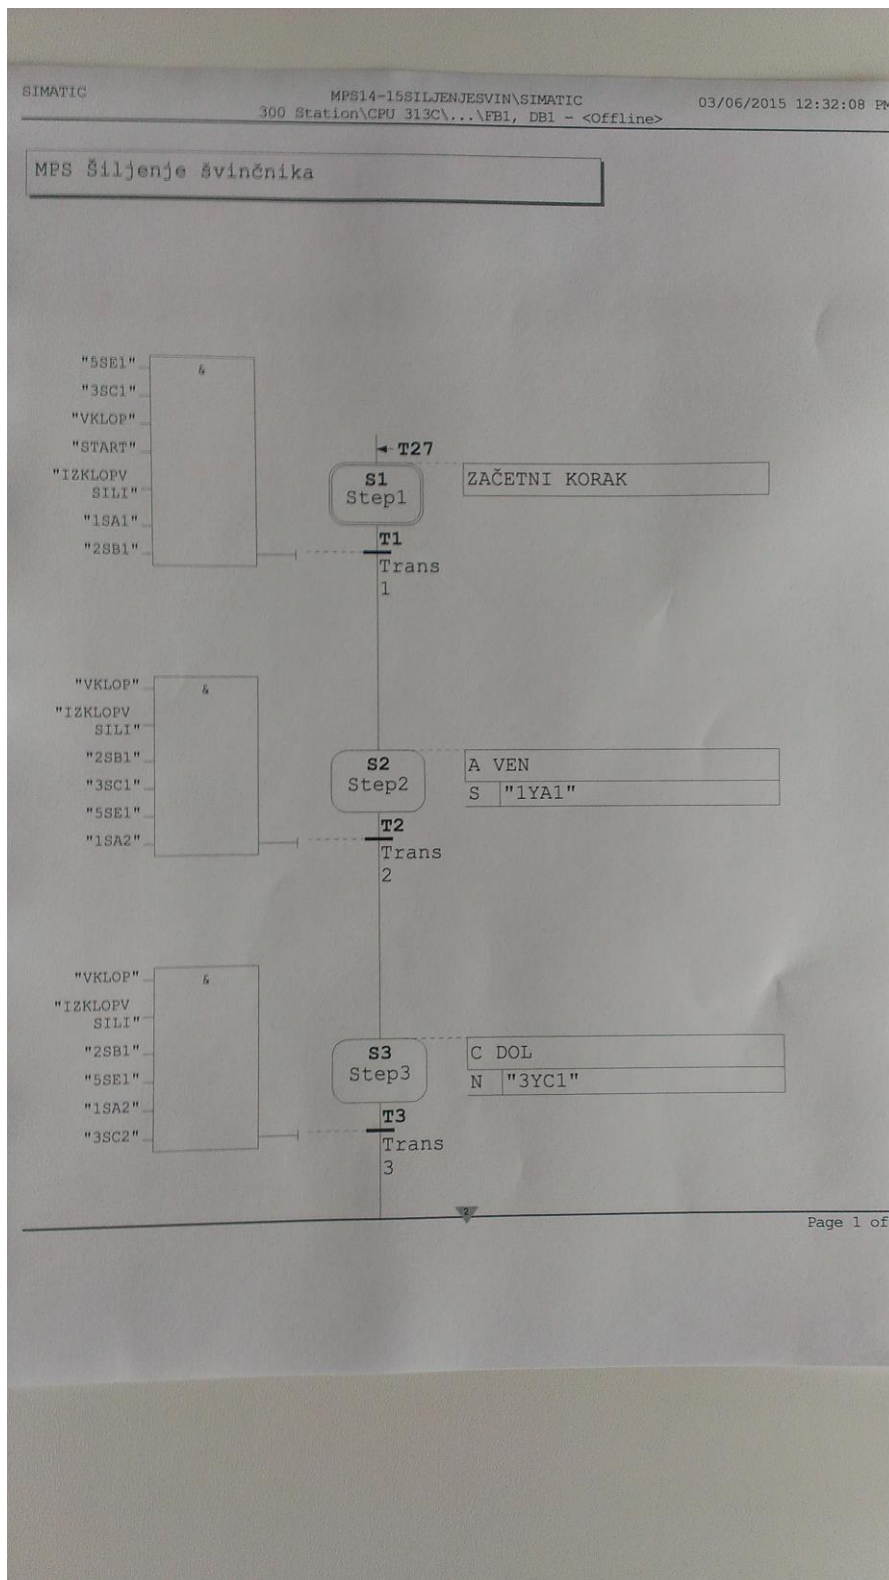 SIMATIC
MPS14-15SILJENJESVIN\SIMATIC
300 Station\CPU 313C\...\FB1, DB1 - <Offline>
03/06/2015 12:32:08 PM
MPS Šiljenje švinčnika
"5SE1"
"3SC1"
"VKLOP"
"START"
"IZKLOPV
SILI"
"1SA1"
"2SB1"
&
T27
S1
Step1
ZAČETNI KORAK
T1
Trans
1
"VKLOP"
"IZKLOPV
SILI"
"2SB1"
"3SC1"
"5SE1"
"1SA2"
&
S2
Step2
A VEN
S "1YA1"
T2
Trans
2
"VKLOP"
"IZKLOPV
SILI"
"2SB1"
"5SE1"
"1SA2"
"3SC2"
&
S3
Step3
C DOL
N "3YC1"
T3
Trans
3
2
Page 1 of